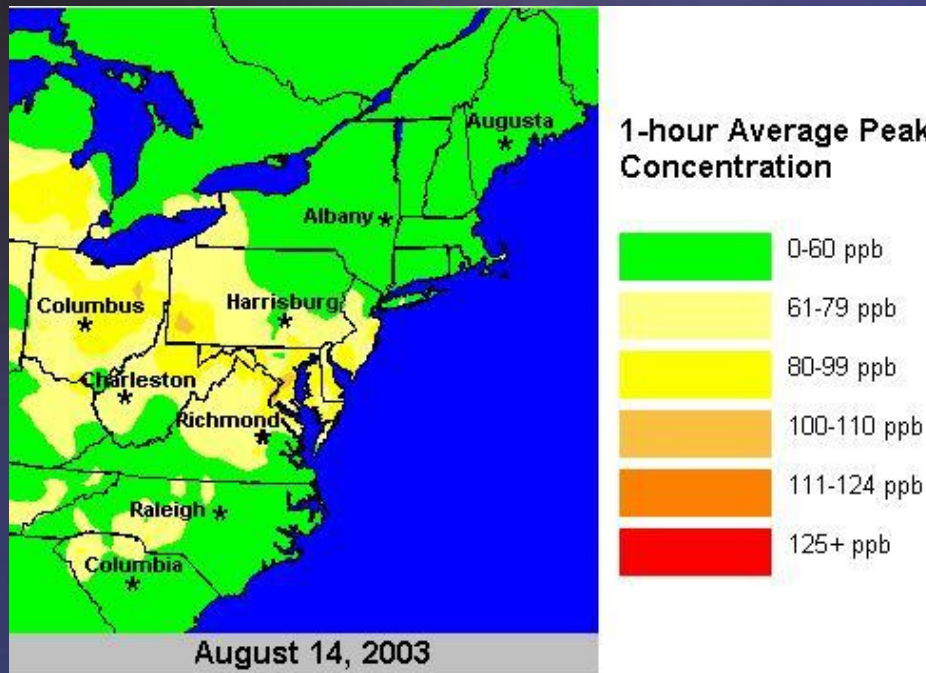 Augusta
Albany
Columbus
Harrisburg
Charleston
Richmond
Raleigh
Columbia
August 14, 2003
1-hour Average Peak
Concentration
0-60 ppb
61-79 ppb
80-99 ppb
100-110 ppb
111-124 ppb
125+ ppb